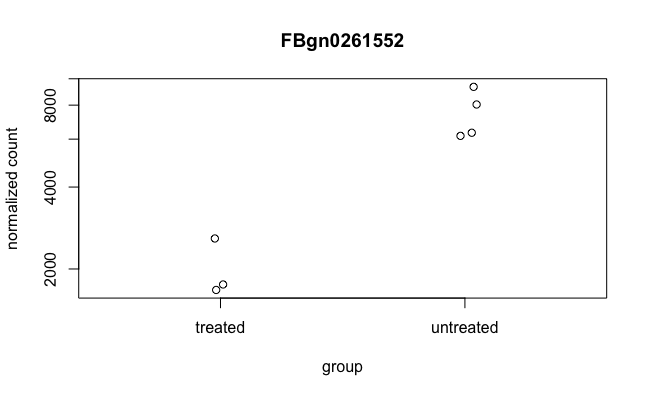 FBgn0261552
normalized count
8000
4000
2000
treated
untreated
group